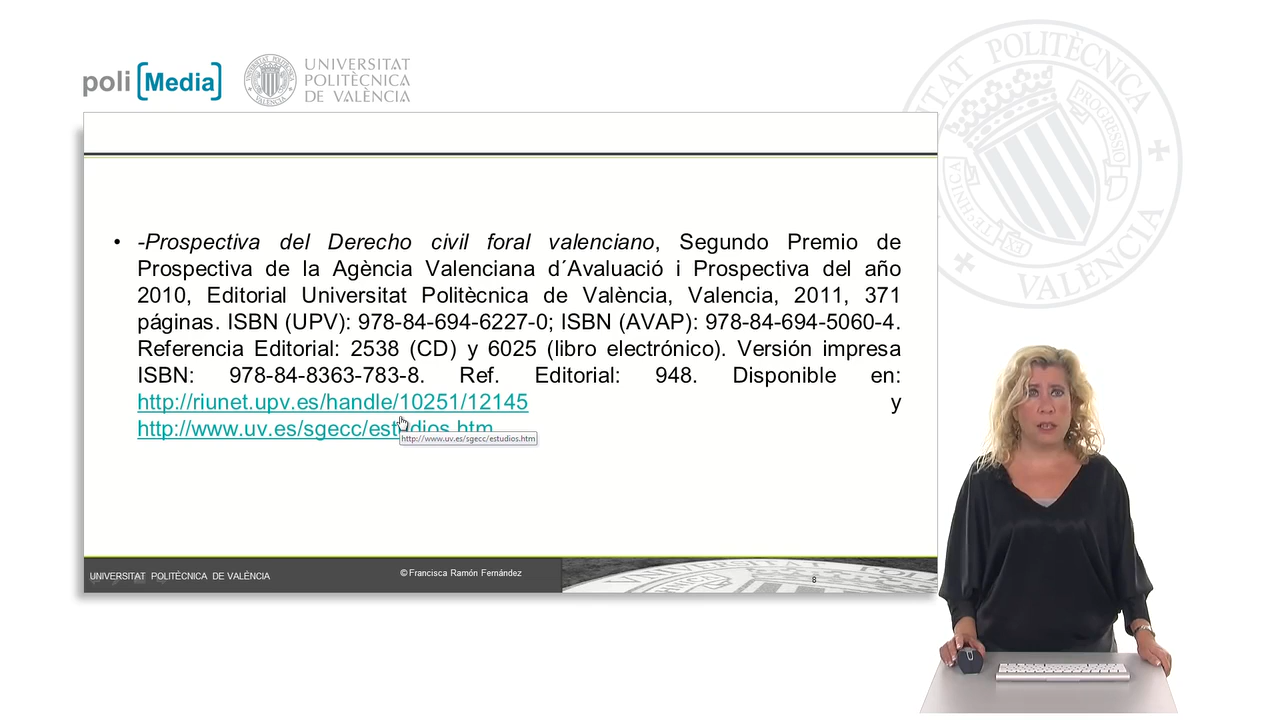 poli [Media]
UNIVERSITAT
POLITÈCNICA
DE VALÈNCIA
POLITÈCNICA
PROGRESSIO
VALÈNCIA
• -Prospectiva del Derecho civil foral valenciano, Segundo Premio de
Prospectiva de la Agència Valenciana d´Avaluació i Prospectiva del año
2010, Editorial Universitat Politècnica de València, Valencia, 2011, 371
páginas. ISBN (UPV): 978-84-694-6227-0; ISBN (AVAP): 978-84-694-5060-4.
Referencia Editorial: 2538 (CD) y 6025 (libro electrónico). Versión impresa
ISBN: 978-84-8363-783-8. Ref. Editorial: 948. Disponible en:
http://riunet.upv.es/handle/10251/12145 y
http://www.uv.es/sgecc/estudios.htm
http://www.uv.es/sgecc/estudios.htm
UNIVERSITAT POLITÈCNICA DE VALÈNCIA
© Francisca Ramón Fernández
8